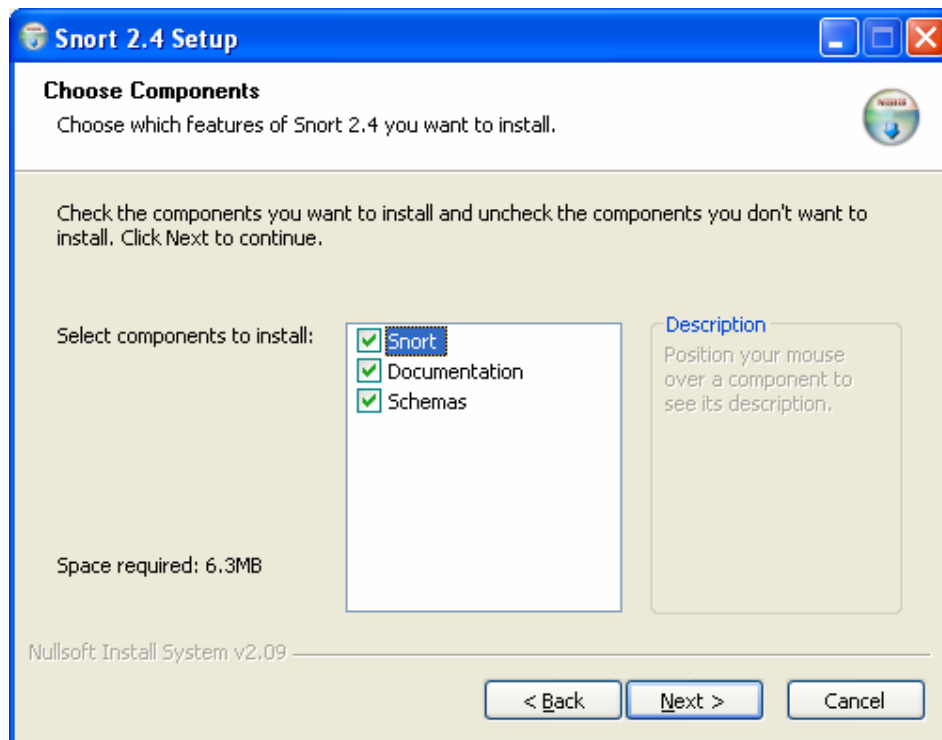 Snort 2.4 Setup
Choose Components
Choose which features of Snort 2.4 you want to install.
Check the components you want to install and uncheck the components you don't want to
install. Click Next to continue.
Select components to install:
Snort
Documentation
Schemas
Description
Position your mouse
over a component to
see its description.
Space required: 6.3MB
Nullsoft Install System v2.09
< Back
Next >
Cancel